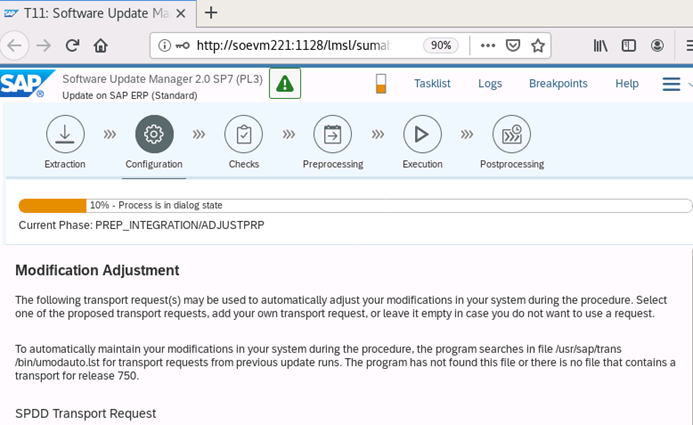 T11: Software Update Ma
http://soevm221:1128/lmsl/sumab
90%
SAP
Software Update Manager 2.0 SP7 (PL3)
Update on SAP ERP (Standard)
Tasklist
Logs
Breakpoints
Help
Extraction
Configuration
Checks
Preprocessing
Execution
Postprocessing
10% - Process is in dialog state
Current Phase: PREP_INTEGRATION/ADJUSTPRP
Modification Adjustment
The following transport request(s) may be used to automatically adjust your modifications in your system during the procedure. Select
one of the proposed transport requests, add your own transport request, or leave it empty in case you do not want to use a request.
To automatically maintain your modifications in your system during the procedure, the program searches in file /usr/sap/trans
/bin/umodauto.lst for transport requests from previous update runs. The program has not found this file or there is no file that contains a
transport for release 750.
SPDD Transport Request